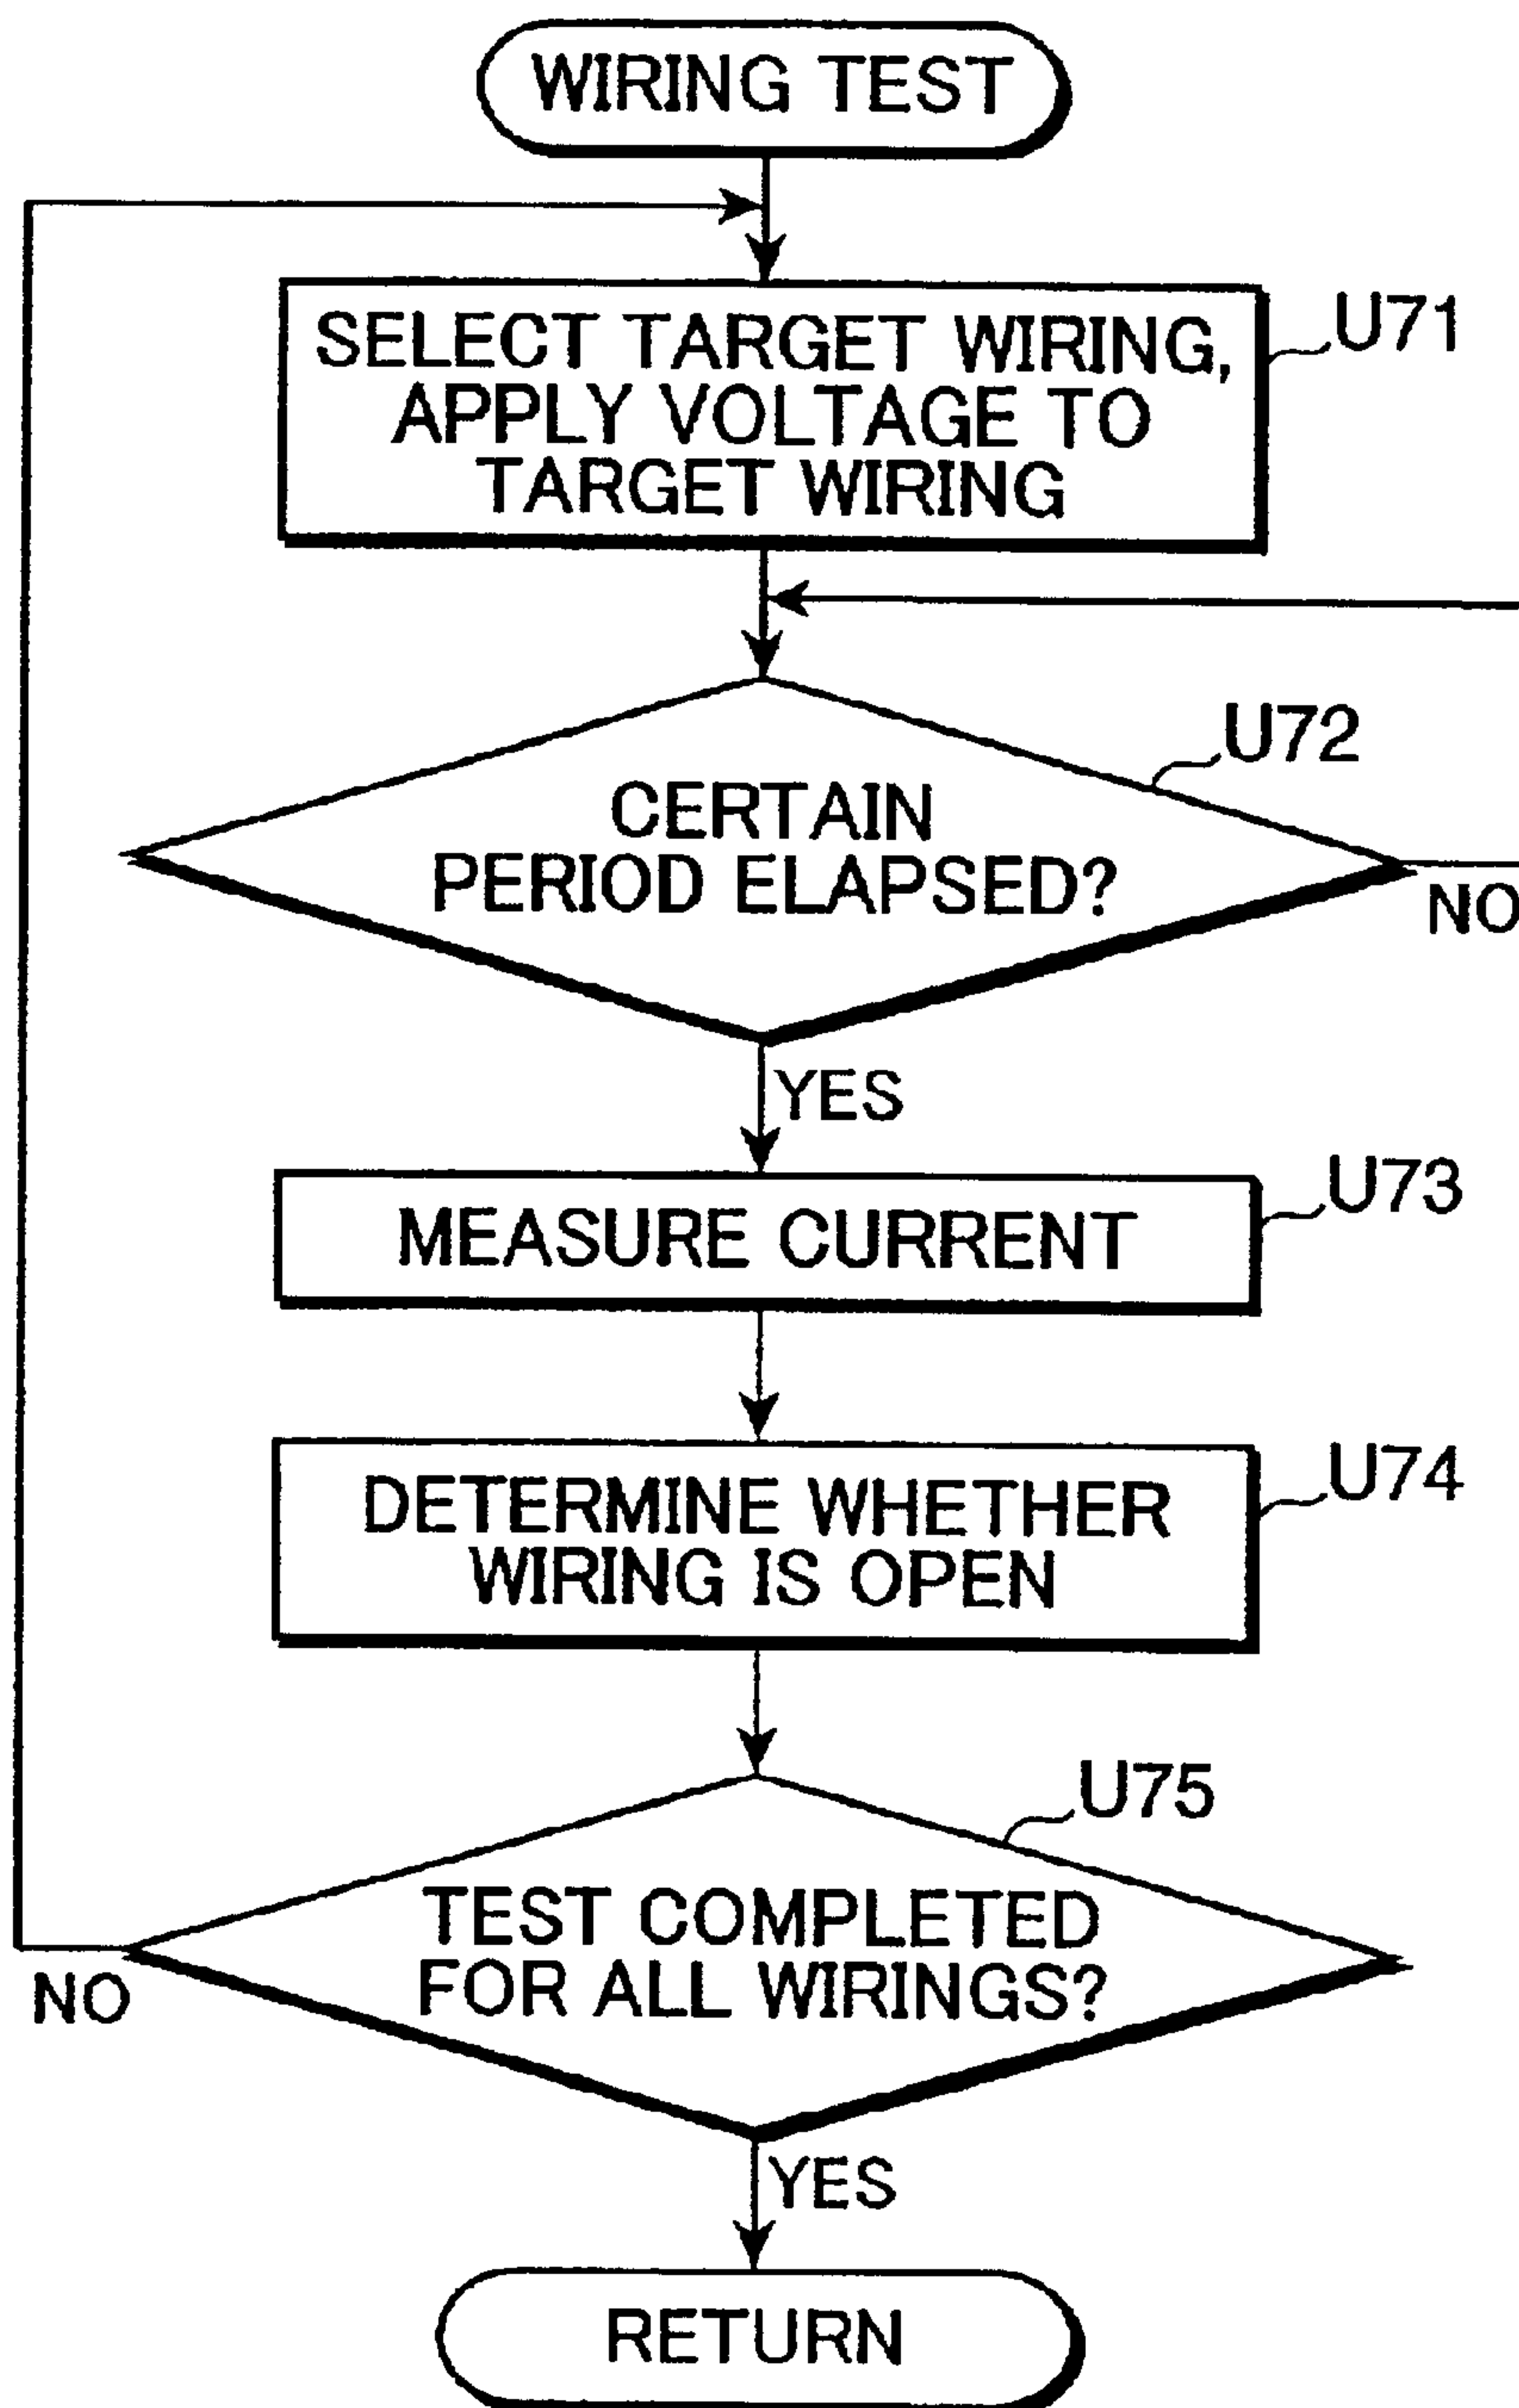 WIRING TEST
SELECT TARGET WIRING,
APPLY VOLTAGE TO
TARGET WIRING
U71
CERTAIN
PERIOD ELAPSED?
U72
NO
YES
MEASURE CURRENT
U73
DETERMINE WHETHER
WIRING IS OPEN
U74
TEST COMPLETED
FOR ALL WIRINGS?
U75
NO
YES
RETURN